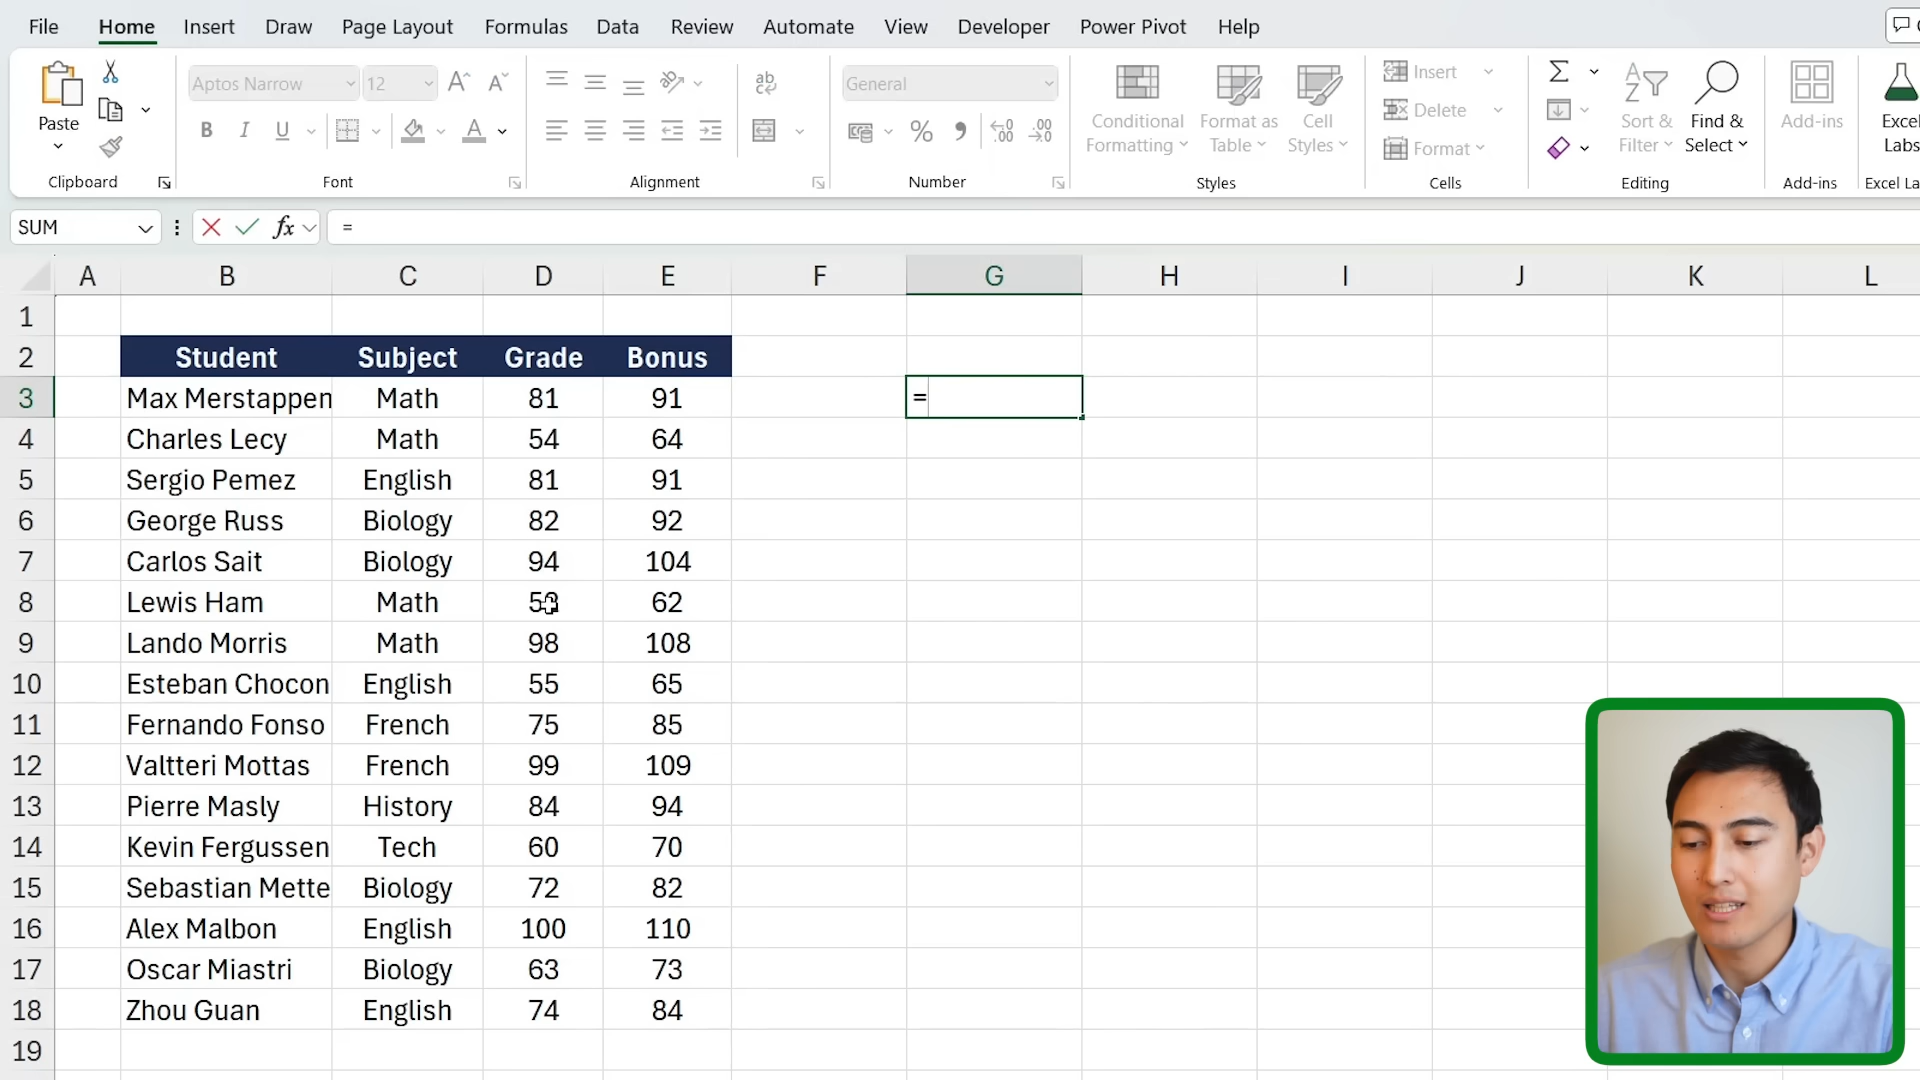 File Home Insert Draw Page Layout Formulas Data Review View Automate Developer Power Pivot Help
Aptos Narrow 12 A^ A˅ ab General Insert Σ
Paste B I U A % 9 .00 .00 Conditional Formatting Format as Table Cell Styles Delete Format Sort & Filter Find & Select Add-ins Excel Labs
Clipboard Font Alignment Number Styles Cells Editing Add-ins Excel La
SUM fx =
A B C D E F G H I J K L
1
2 Student Subject Grade Bonus
3 Max Merstappen Math 81 91 =
4 Charles Lecy Math 54 64
5 Sergio Pemez English 81 91
6 George Russ Biology 82 92
7 Carlos Sait Biology 94 104
8 Lewis Ham Math 62
9 Lando Morris Math 98 108
10 Esteban Chocon English 55 65
11 Fernando Fonso French 75 85
12 Valtteri Mottas French 99 109
13 Pierre Masly History 84 94
14 Kevin Fergussen Tech 60 70
15 Sebastian Mette Biology 72 82
16 Alex Malbon English 100 110
17 Oscar Miastri Biology 63 73
18 Zhou Guan English 74 84
19